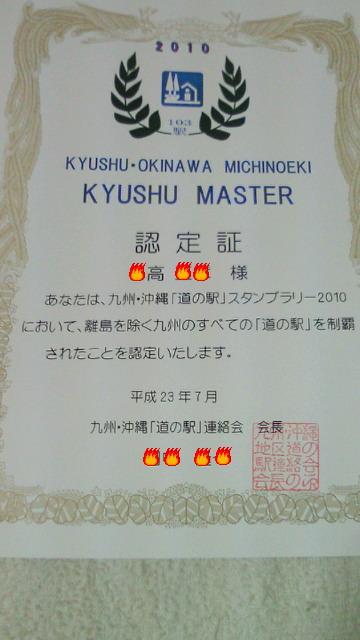 2010
103
駅
KYUSHU・OKINAWA MICHINOEKI
KYUSHU MASTER
認定証
高 様
あなたは、九州・沖縄「道の駅」スタンプラリー2010
において、離島を除く九州のすべての「道の駅」を制覇
されたことを認定いたします。
平成23年7月
九州・沖縄「道の駅」連絡会 会長